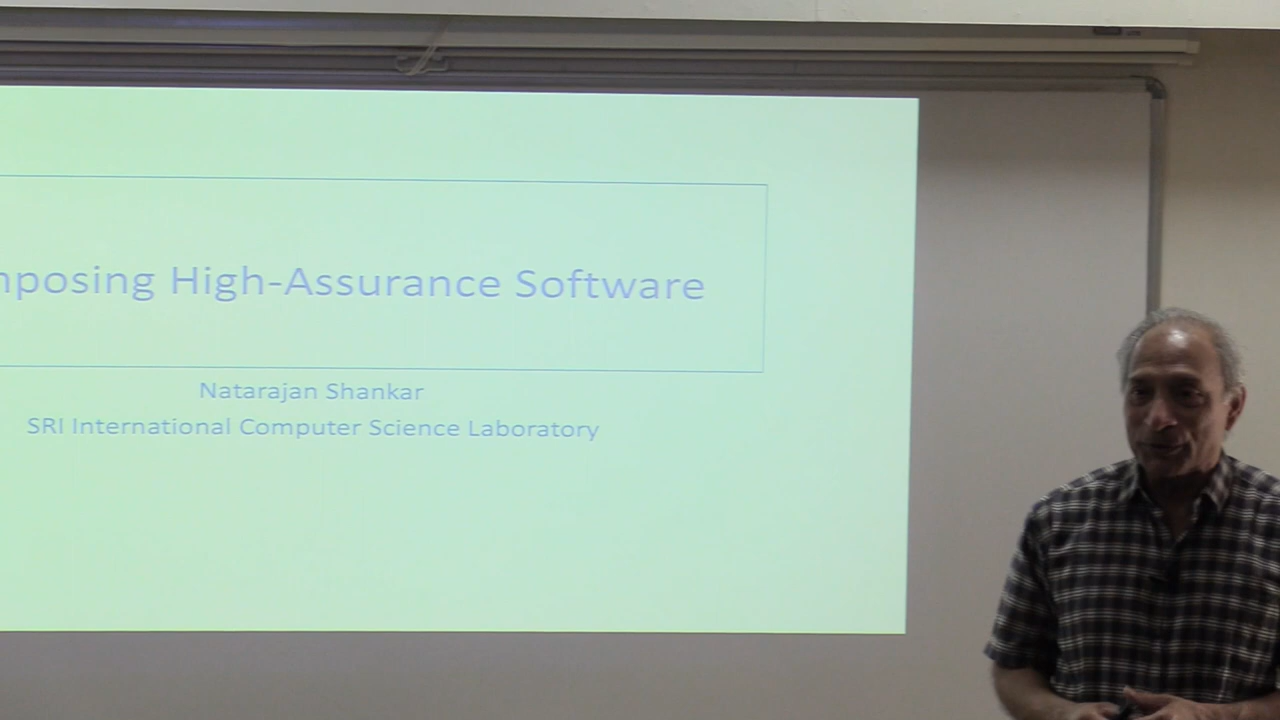 mposing High-Assurance Software
Natarajan Shankar
SRI International Computer Science Laboratory